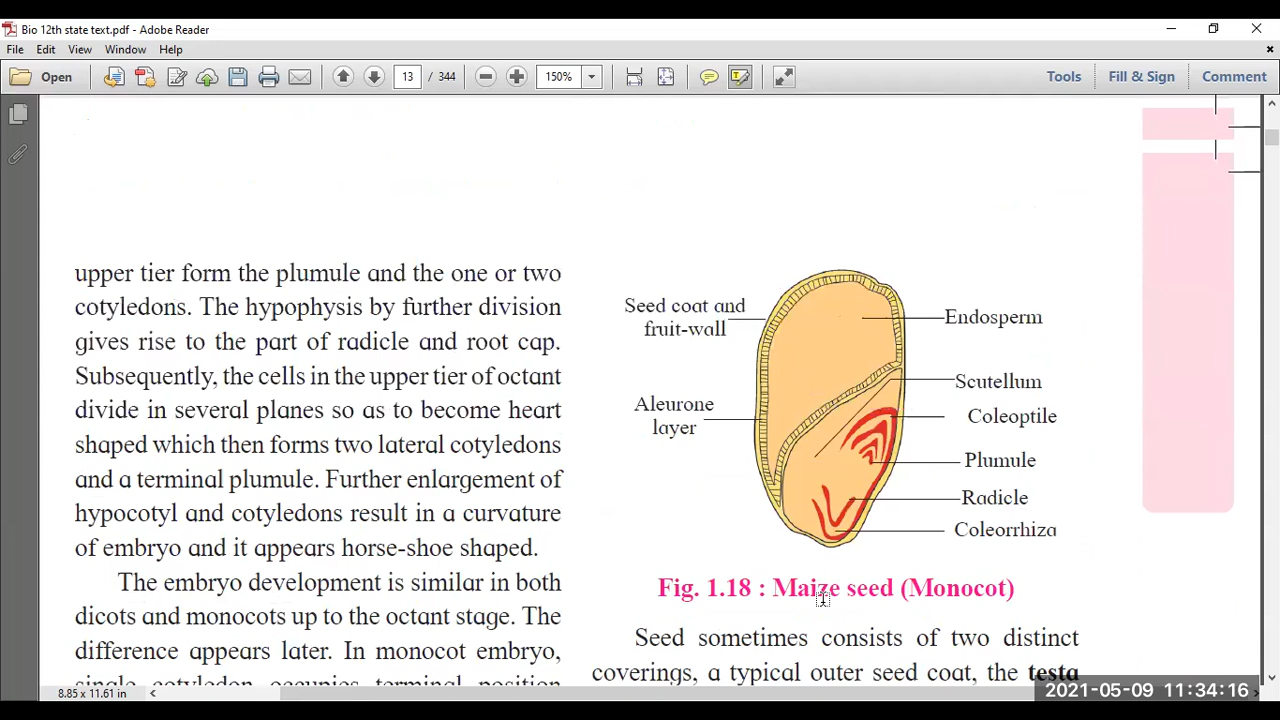 Bio 12th state text.pdf - Adobe Reader
File Edit View Window Help
Open 13 / 344 150% Tools Fill & Sign Comment
upper tier form the plumule and the one or two
cotyledons. The hypophysis by further division
gives rise to the part of radicle and root cap.
Subsequently, the cells in the upper tier of octant
divide in several planes so as to become heart
shaped which then forms two lateral cotyledons
and a terminal plumule. Further enlargement of
hypocotyl and cotyledons result in a curvature
of embryo and it appears horse-shoe shaped.
The embryo development is similar in both
dicots and monocots up to the octant stage. The
difference appears later. In monocot embryo,
single cotyledon occupies terminal position
Seed coat and
fruit-wall
Aleurone
layer
Endosperm
Scutellum
Coleoptile
Plumule
Radicle
Coleorrhiza
Fig. 1.18 : Maize seed (Monocot)
Seed sometimes consists of two distinct
coverings, a typical outer seed coat, the testa
8.85 x 11.61 in
2021-05-09 11:34:16